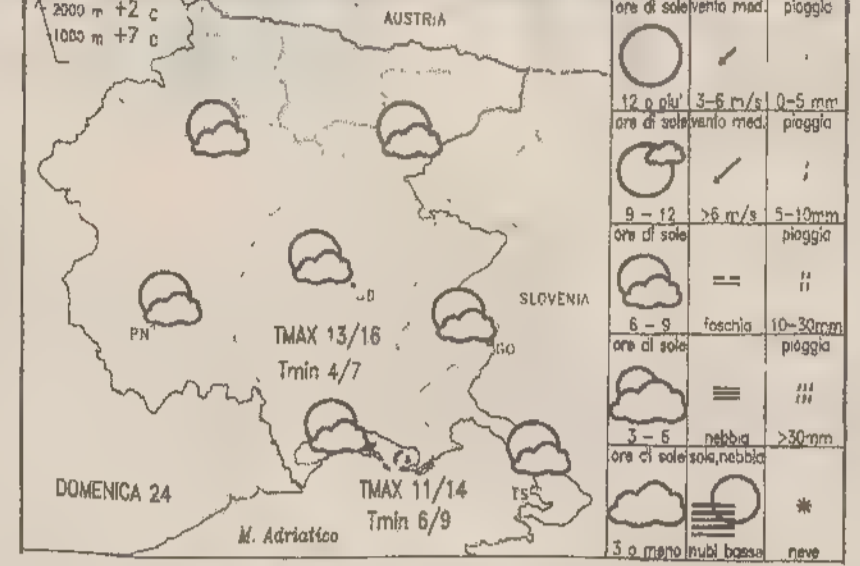 2000 m +2 c
1000 m +7 c
AUSTRIA
UD
PN
SLOVENIA
GO
TMAX 13/16
Tmin 4/7
DOMENICA 24
TMAX 11/14
Tmin 6/9
TS
M. Adriatico
ore di sole vento med. pioggia
12 o piu' 3-6 m/s 0-5 mm
ore di sole vento med. pioggia
9 - 12 >6 m/s 5-10mm
ore di sole pioggia
6 - 9 foschia 10-30mm
ore di sole pioggia
3 - 6 nebbia >30mm
ore di sole sole,nebbia
3 o meno nubi basse neve